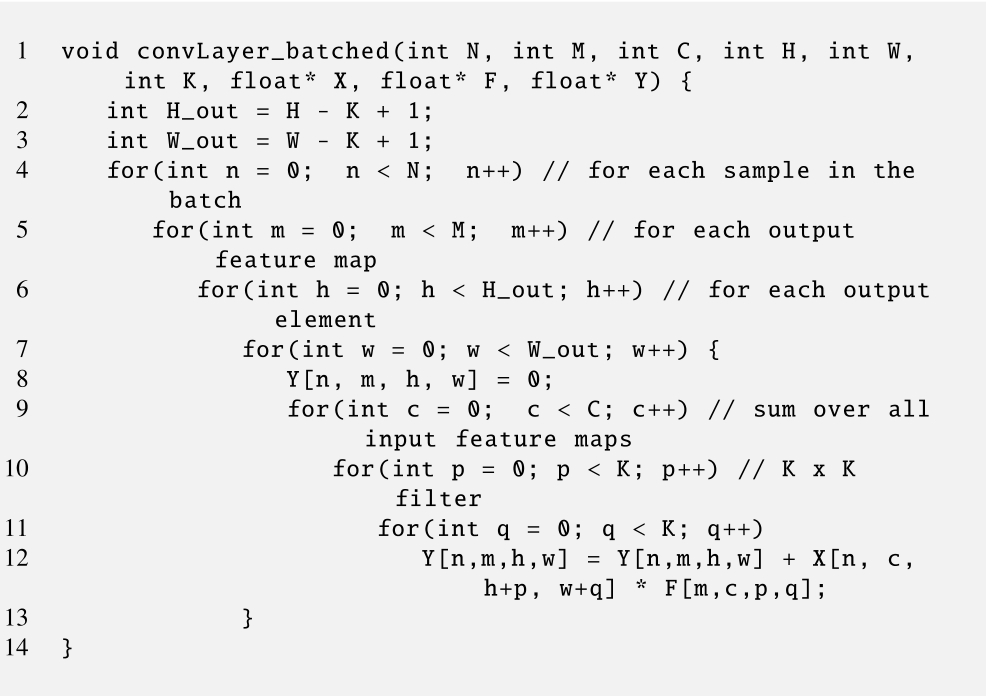 1 void convLayer_batched(int N, int M, int C, int H, int W,
int K, float* X, float* F, float* Y) {
2 int H_out = H - K + 1;
3 int W_out = W - K + 1;
4 for(int n = 0; n < N; n++) // for each sample in the
batch
5 for(int m = 0; m < M; m++) // for each output
feature map
6 for(int h = 0; h < H_out; h++) // for each output
element
7 for(int w = 0; w < W_out; w++) {
8 Y[n, m, h, w] = 0;
9 for(int c = 0; c < C; c++) // sum over all
input feature maps
10 for(int p = 0; p < K; p++) // K x K
filter
11 for(int q = 0; q < K; q++)
12 Y[n,m,h,w] = Y[n,m,h,w] + X[n, c,
h+p, w+q] * F[m,c,p,q];
13 }
14 }